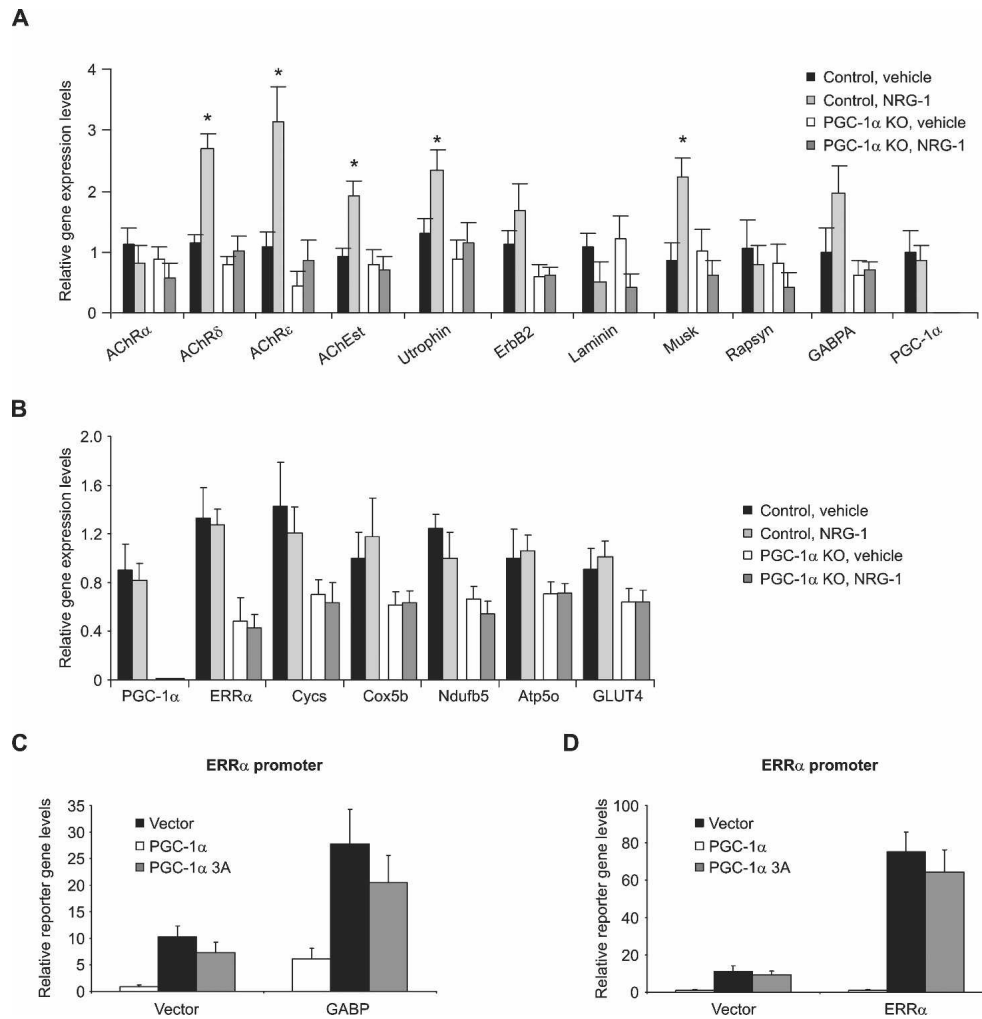 A
Relative gene expression levels
4
3
2
1
0
* * * * *
Control, vehicle
Control, NRG-1
PGC-1α KO, vehicle
PGC-1α KO, NRG-1
AChRα AChRδ AChRε AChEst Utrophin ErbB2 Laminin Musk Rapsyn GABPA PGC-1α
B
Relative gene expression levels
2.0
1.6
1.2
0.8
0.4
0
Control, vehicle
Control, NRG-1
PGC-1α KO, vehicle
PGC-1α KO, NRG-1
PGC-1α ERRα Cycs Cox5b Ndufb5 Atp5o GLUT4
C
ERRα promoter
Relative reporter gene levels
35
30
25
20
15
10
5
0
Vector
PGC-1α
PGC-1α 3A
Vector GABP
D
ERRα promoter
Relative reporter gene levels
100
80
60
40
20
0
Vector
PGC-1α
PGC-1α 3A
Vector ERRα